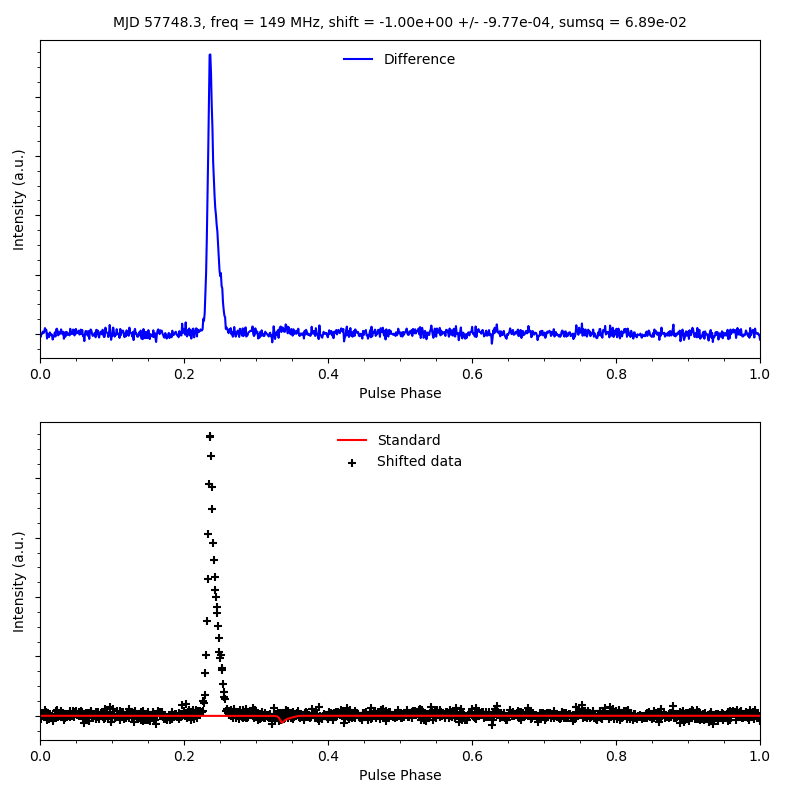 MJD 57748.3, freq = 149 MHz, shift = -1.00e+00 +/- -9.77e-04, sumsq = 6.89e-02
Difference
Intensity (a.u.)
0.0 0.2 0.4 0.6 0.8 1.0
Pulse Phase
Standard
Shifted data
Intensity (a.u.)
0.0 0.2 0.4 0.6 0.8 1.0
Pulse Phase